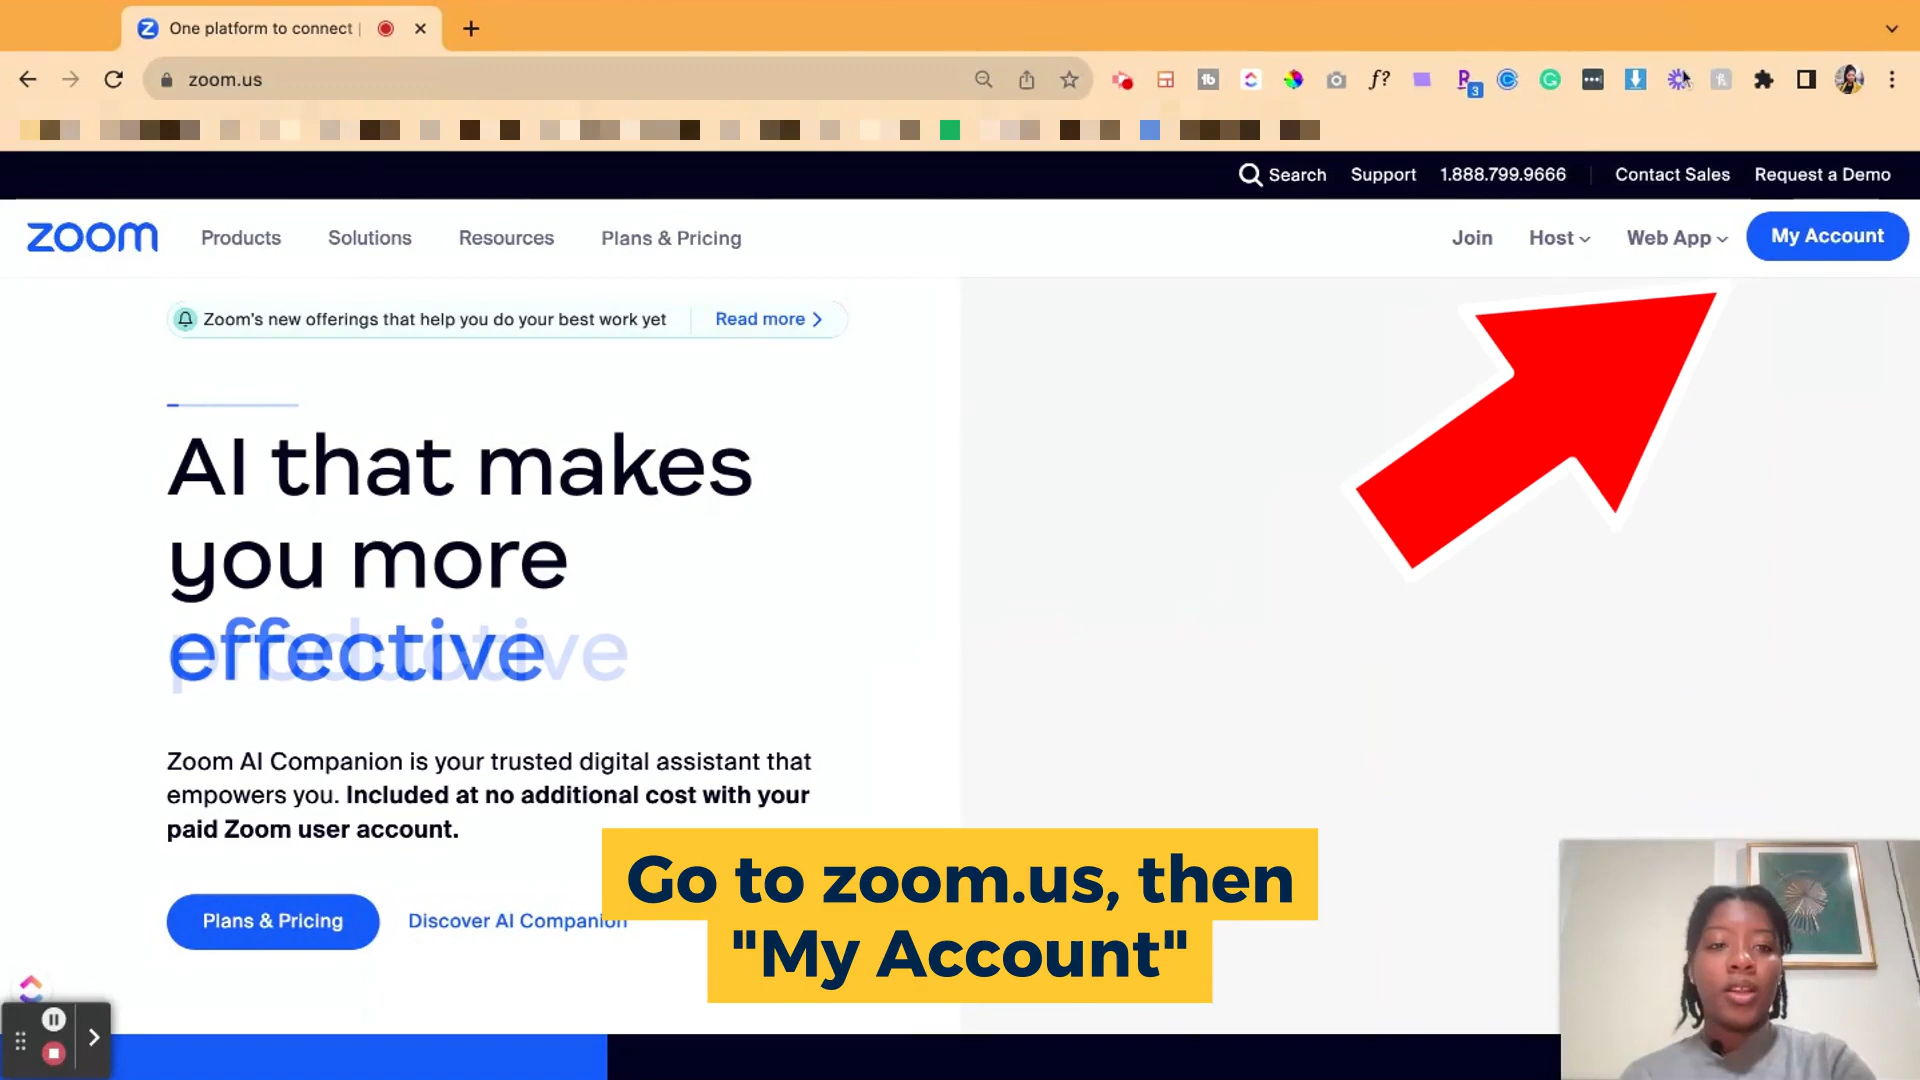 One platform to connect |
zoom.us
tb
f?
3
Search
Support
1.888.799.9666
Contact Sales
Request a Demo
zoom
Products
Solutions
Resources
Plans & Pricing
Join
Host
Web App
My Account
Zoom's new offerings that help you do your best work yet
Read more
AI that makes
you more
effective
Zoom AI Companion is your trusted digital assistant that
empowers you. Included at no additional cost with your
paid Zoom user account.
Plans & Pricing
Discover AI Companion
Go to zoom.us, then
"My Account"